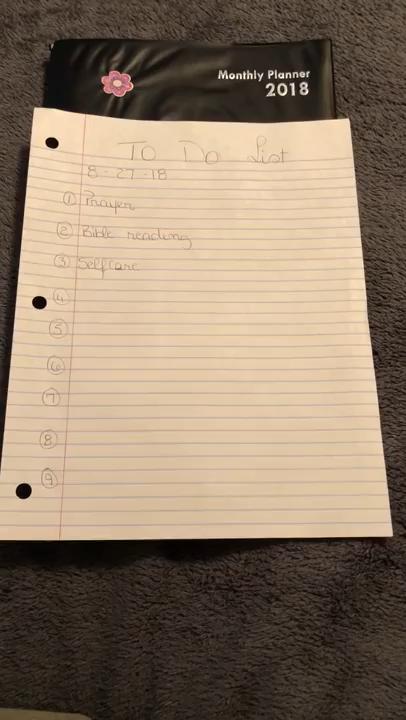 Monthly Planner
2018
To Do List
8-27-18
① Prayer
② Bible reading
③ Selfcare
④
⑤
⑥
⑦
⑧
⑨